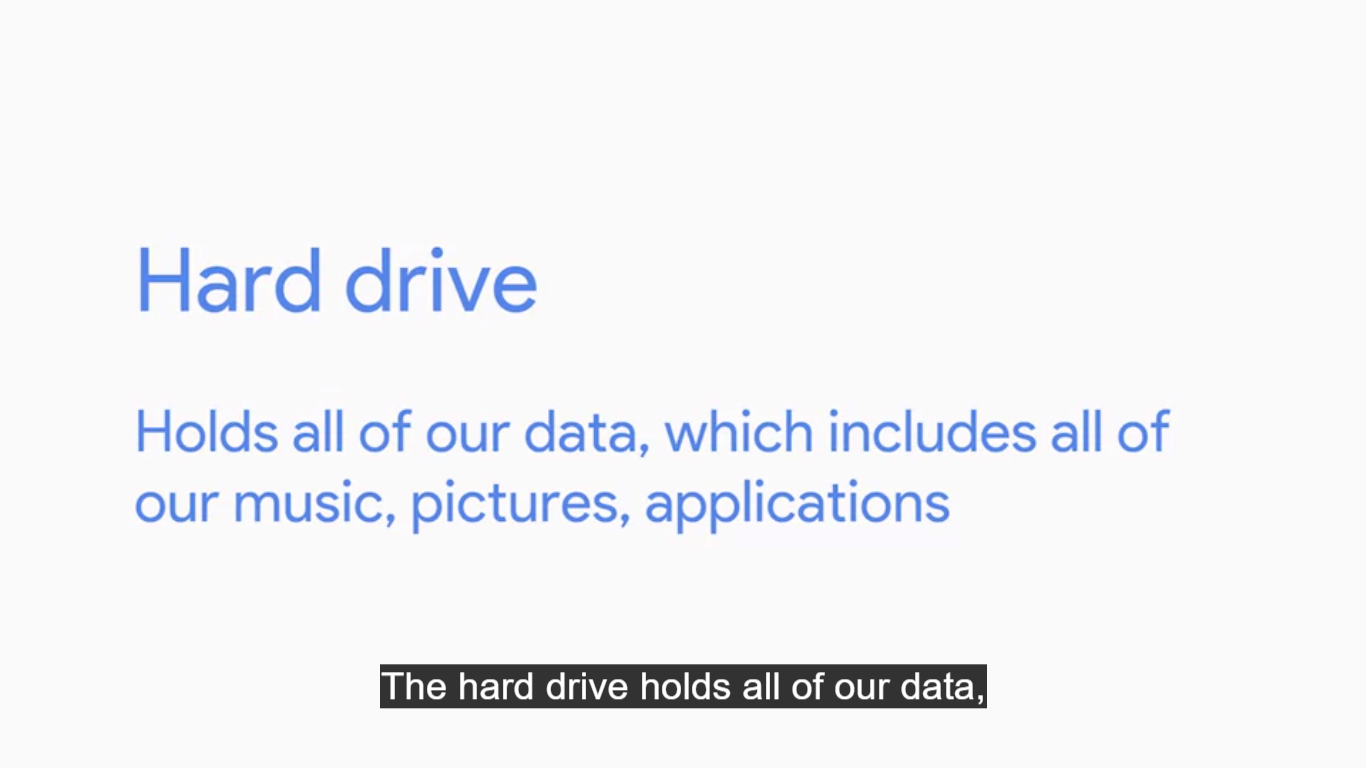 Hard drive
Holds all of our data, which includes all of
our music, pictures, applications
The hard drive holds all of our data,